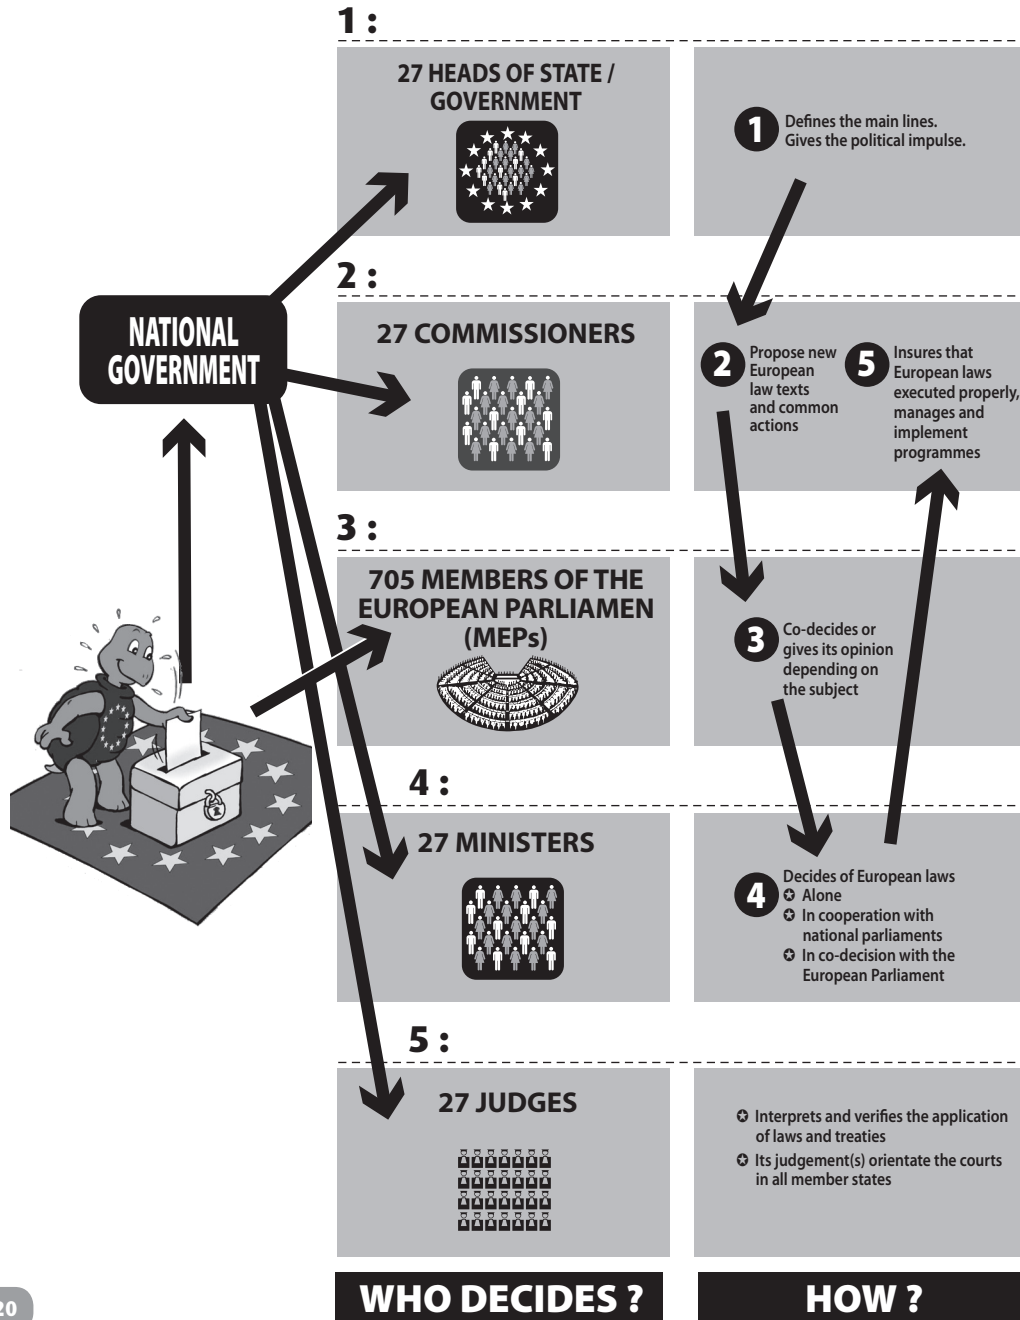 1 :
27 HEADS OF STATE /
GOVERNMENT
1
Defines the main lines.
Gives the political impulse.
NATIONAL
GOVERNMENT
2 :
27 COMMISSIONERS
2
Propose new
European
law texts
and common
actions
5
Insures that
European laws
executed properly,
manages and
implement
programmes
3 :
705 MEMBERS OF THE
EUROPEAN PARLIAMEN
(MEPs)
3
Co-decides or
gives its opinion
depending on
the subject
4 :
27 MINISTERS
4
Decides of European laws
✪ Alone
✪ In cooperation with
national parliaments
✪ In co-decision with the
European Parliament
5 :
27 JUDGES
✪ Interprets and verifies the application
of laws and treaties
✪ Its judgement(s) orientate the courts
in all member states
WHO DECIDES ?
HOW ?
20